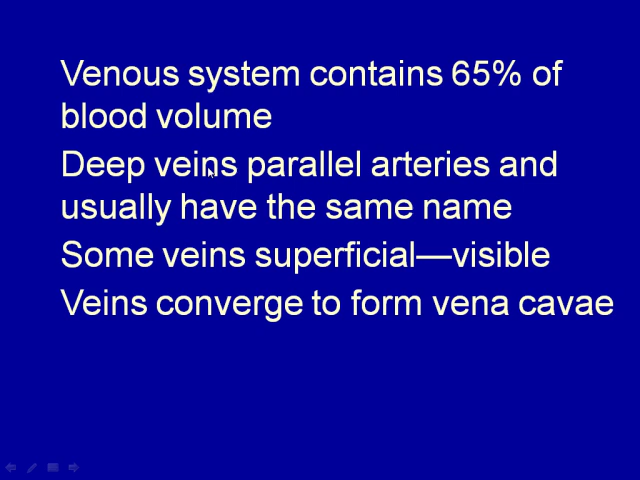 Venous system contains 65% of
blood volume
Deep veins parallel arteries and
usually have the same name
Some veins superficial—visible
Veins converge to form vena cavae